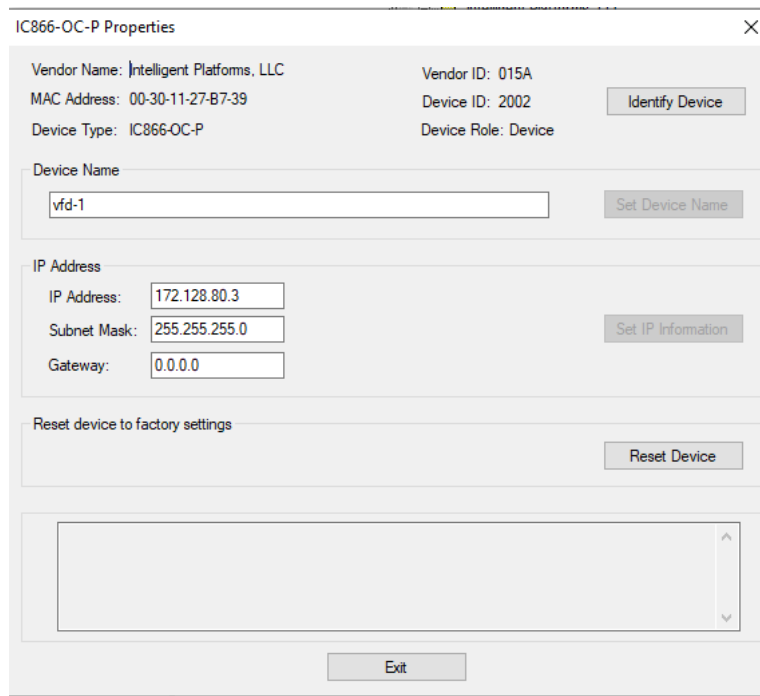 IC866-OC-P Properties
Vendor Name: Intelligent Platforms, LLC
Vendor ID: 015A
MAC Address: 00-30-11-27-B7-39
Device ID: 2002
Identify Device
Device Type: IC866-OC-P
Device Role: Device
Device Name
vfd-1
Set Device Name
IP Address
IP Address: 172.128.80.3
Subnet Mask: 255.255.255.0
Set IP Information
Gateway: 0.0.0.0
Reset device to factory settings
Reset Device
Exit